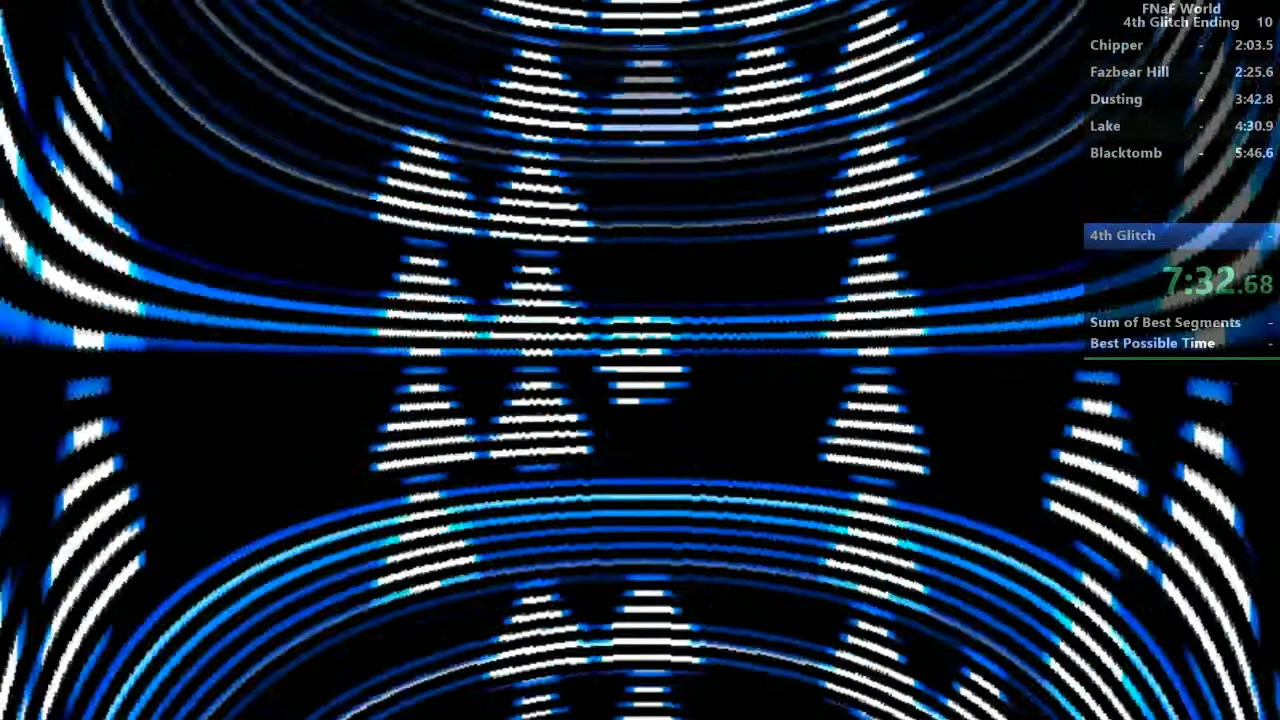 FNaF World
4th Glitch Ending 10
Chipper - 2:03.5
Fazbear Hill - 2:25.6
Dusting - 3:42.8
Lake - 4:30.9
Blacktomb - 5:46.6
4th Glitch -
7:32.68
Sum of Best Segments -
Best Possible Time -